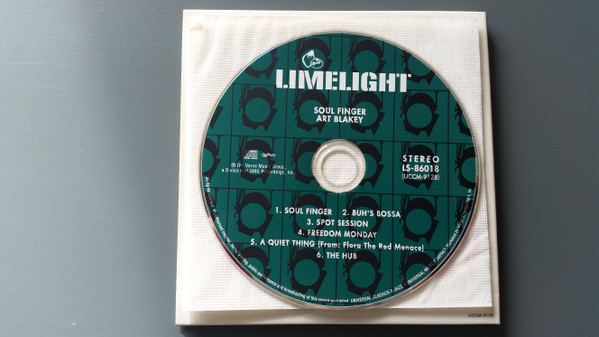 LIMELIGHT
SOUL FINGER
ART BLAKEY
STEREO
LS-86018
(UCCM-9128)
1. SOUL FINGER 2. BUH'S BOSSA
3. SPOT SESSION
4. FREEDOM MONDAY
5. A QUIET THING (From: Flora The Red Menace)
6. THE HUB